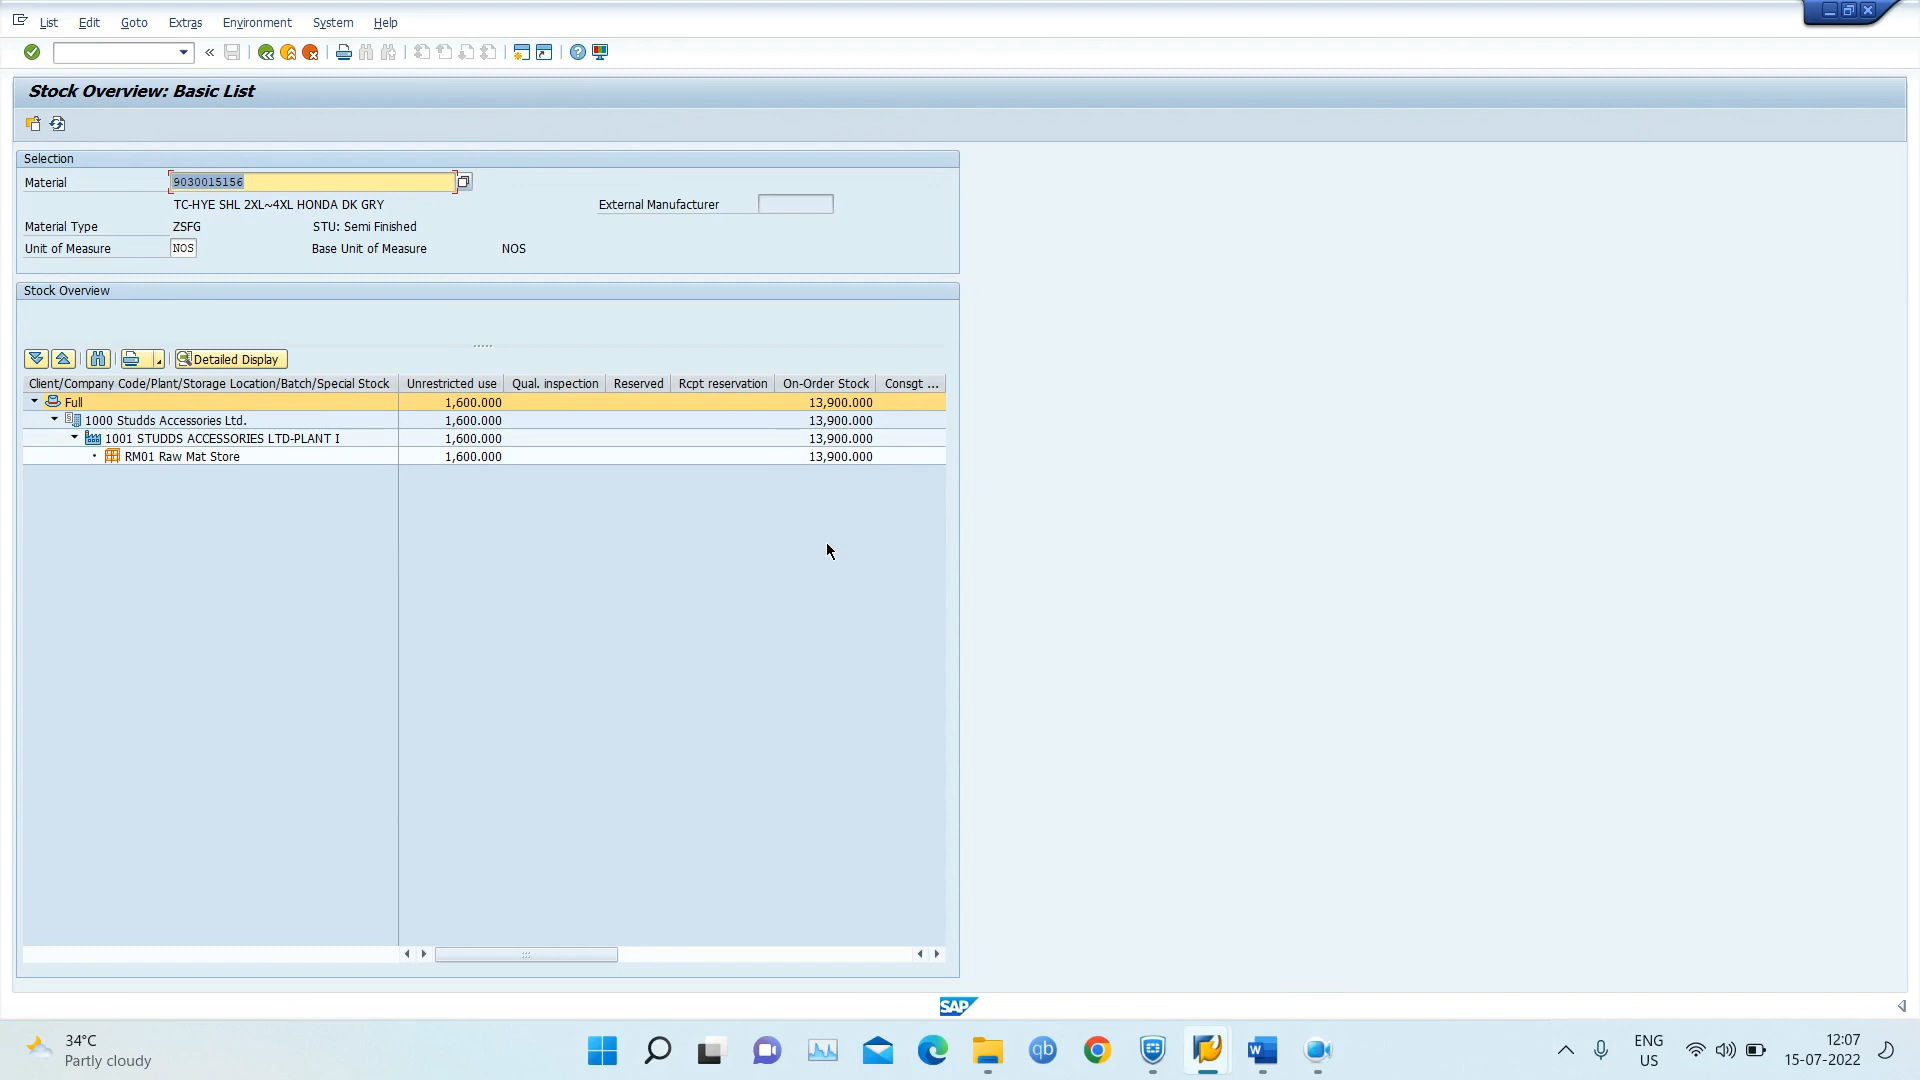 List Edit Goto Extras Environment System Help
Stock Overview: Basic List
Selection
Material 9030015156
TC-HYE SHL 2XL~4XL HONDA DK GRY External Manufacturer
Material Type ZSFG STU: Semi Finished
Unit of Measure NOS Base Unit of Measure NOS
Stock Overview
Detailed Display
Client/Company Code/Plant/Storage Location/Batch/Special Stock Unrestricted use Qual. inspection Reserved Rcpt reservation On-Order Stock Consgt ...
Full 1,600.000 13,900.000
1000 Studds Accessories Ltd. 1,600.000 13,900.000
1001 STUDDS ACCESSORIES LTD-PLANT I 1,600.000 13,900.000
RM01 Raw Mat Store 1,600.000 13,900.000
SAP
34°C
Partly cloudy
qb
W
ENG
US
12:07
15-07-2022